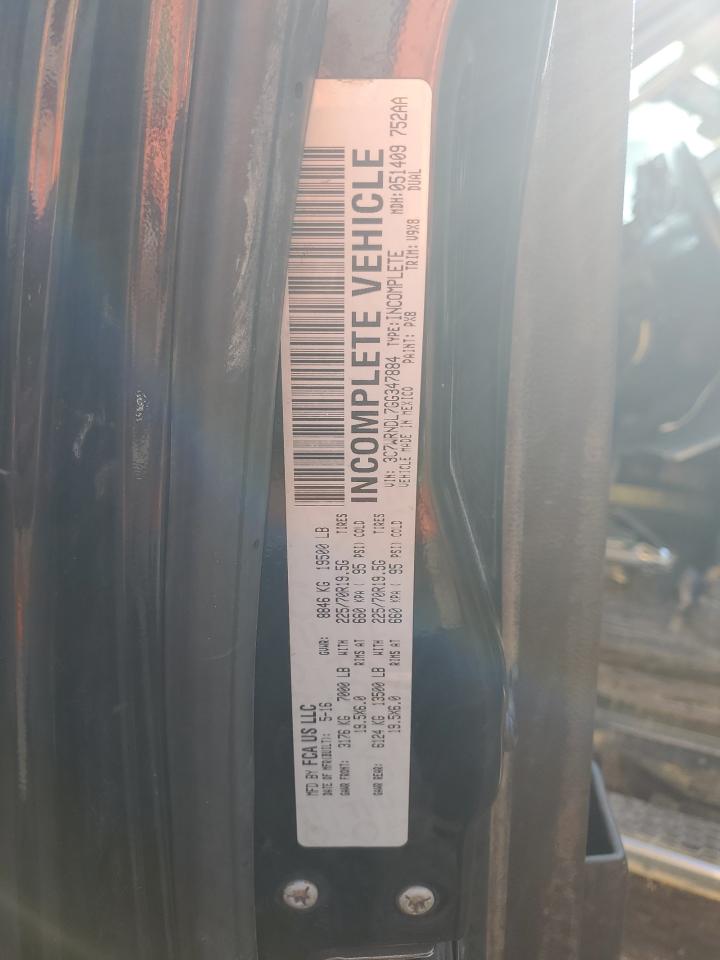 MFD BY FCA US LLC
DATE OF MFR(BUILT): 5-16 GVWR: 8846 KG 19500 LB
GAWR FRONT: 3176 KG 7000 LB WITH 225/70R19.5G TIRES
19.5X6.0 RIMS AT 660 KPA ( 95 PSI) COLD
GAWR REAR: 6124 KG 13500 LB WITH 225/70R19.5G TIRES
19.5X6.0 RIMS AT 660 KPA ( 95 PSI) COLD
INCOMPLETE VEHICLE
VIN: 3C7WRNDL7GG347884 TYPE:INCOMPLETE MDH:051409 752AA
VEHICLE MADE IN MEXICO PAINT: PX8 TRIM: V9X8 DUAL